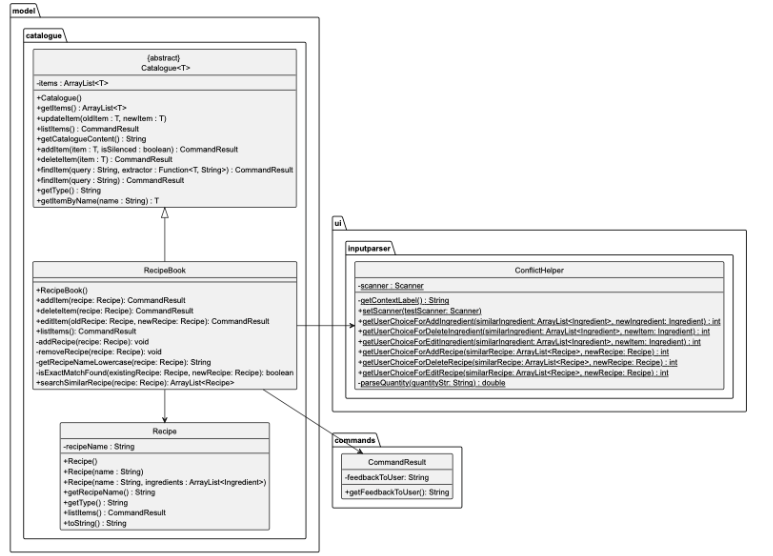 model
catalogue
{abstract}
Catalogue<T>
-items : ArrayList<T>
+Catalogue()
+getItems() : ArrayList<T>
+updateItem(oldItem : T, newItem : T)
+listItems() : CommandResult
+getCatalogueContent() : String
+addItem(item : T, isSilenced : boolean) : CommandResult
+deleteItem(item : T) : CommandResult
+findItem(query : String, extractor : Function<T, String>) : CommandResult
+findItem(query : String) : CommandResult
+getType() : String
+getItemByName(name : String) : T
RecipeBook
+RecipeBook()
+addItem(recipe: Recipe): CommandResult
+deleteItem(recipe: Recipe): CommandResult
+editItem(oldRecipe: Recipe, newRecipe: Recipe): CommandResult
+listItems(): CommandResult
-addRecipe(recipe: Recipe): void
-removeRecipe(recipe: Recipe): void
-getRecipeNameLowercase(recipe: Recipe): String
-isExactMatchFound(existingRecipe: Recipe, newRecipe: Recipe): boolean
+searchSimilarRecipe(recipe: Recipe): ArrayList<Recipe>
Recipe
-recipeName : String
+Recipe()
+Recipe(name : String)
+Recipe(name : String, ingredients : ArrayList<Ingredient>)
+getRecipeName() : String
+getType() : String
+listItems() : CommandResult
+toString() : String
ui
inputparser
ConflictHelper
-scanner : Scanner
-getContextLabel() : String
+setScanner(testScanner: Scanner)
+getUserChoiceForAddIngredient(similarIngredient: ArrayList<Ingredient>, newIngredient: Ingredient) : int
+getUserChoiceForDeleteIngredient(similarIngredient: ArrayList<Ingredient>, newItem: Ingredient) : int
+getUserChoiceForEditIngredient(similarIngredient: ArrayList<Ingredient>, newItem: Ingredient) : int
+getUserChoiceForAddRecipe(similarRecipe: ArrayList<Recipe>, newRecipe: Recipe) : int
+getUserChoiceForDeleteRecipe(similarRecipe: ArrayList<Recipe>, newRecipe: Recipe) : int
+getUserChoiceForEditRecipe(similarRecipe: ArrayList<Recipe>, newRecipe: Recipe) : int
-parseQuantity(quantityStr: String) : double
commands
CommandResult
-feedbackToUser: String
+getFeedbackToUser(): String